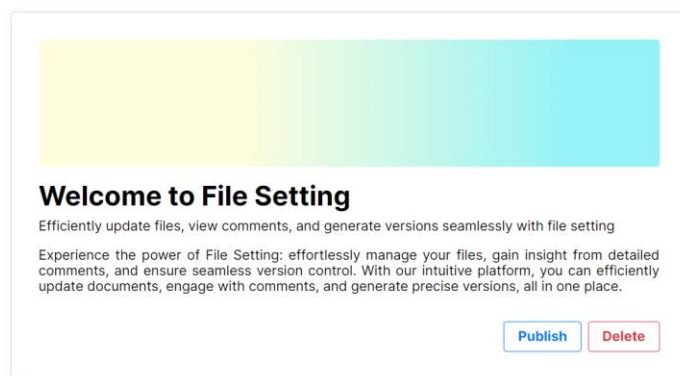 Welcome to File Setting
Efficiently update files, view comments, and generate versions seamlessly with file setting
Experience the power of File Setting: effortlessly manage your files, gain insight from detailed
comments, and ensure seamless version control. With our intuitive platform, you can efficiently
update documents, engage with comments, and generate precise versions, all in one place.
Publish Delete